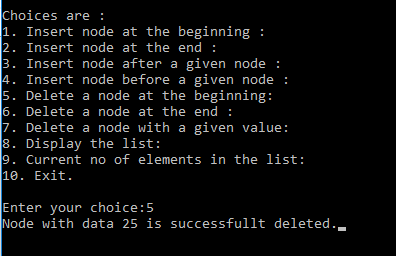 Choices are :
1. Insert node at the beginning :
2. Insert node at the end :
3. Insert node after a given node :
4. Insert node before a given node :
5. Delete a node at the beginning:
6. Delete a node at the end :
7. Delete a node with a given value:
8. Display the list:
9. Current no of elements in the list:
10. Exit.
Enter your choice:5
Node with data 25 is successfullt deleted.